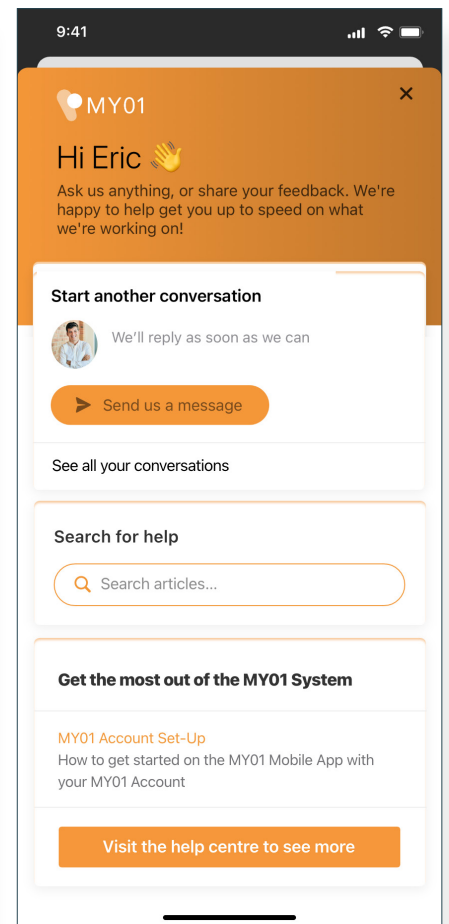 9:41
MY01
Hi Eric 👋
Ask us anything, or share your feedback. We're
happy to help get you up to speed on what
we're working on!
Start another conversation
We’ll reply as soon as we can
Send us a message
See all your conversations
Search for help
Search articles...
Get the most out of the MY01 System
MY01 Account Set-Up
How to get started on the MY01 Mobile App with
your MY01 Account
Visit the help centre to see more